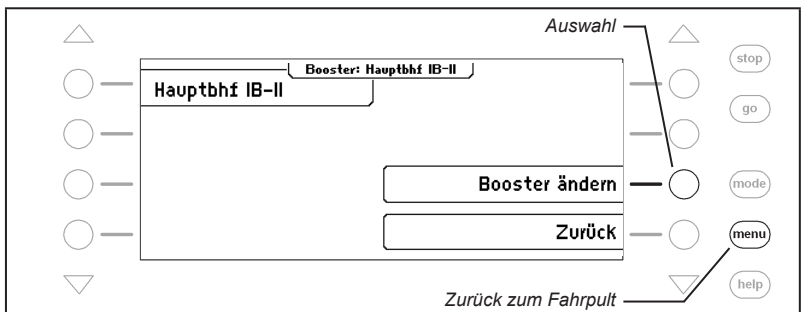 Auswahl
stop
Booster: Hauptbhf IB-II
Hauptbhf IB-II
go
Booster ändern
mode
Zurück
menu
help
Zurück zum Fahrpult